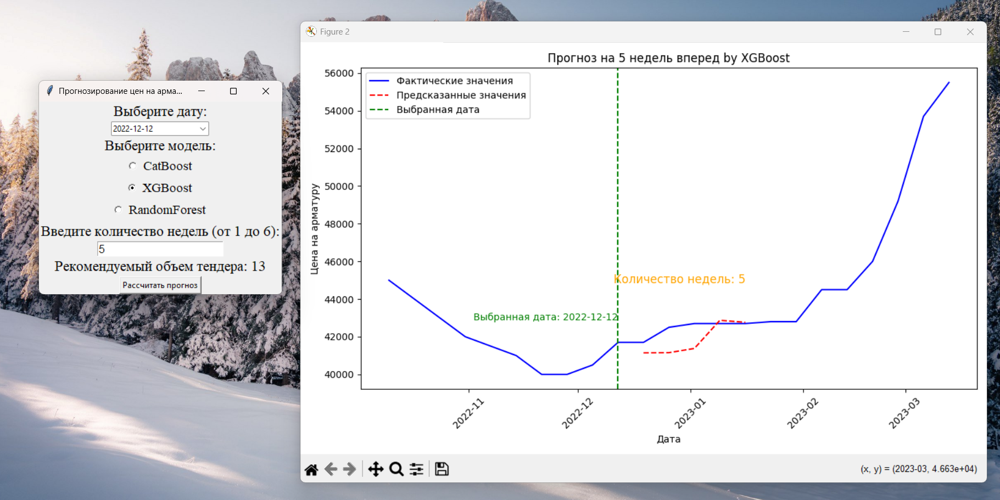 Прогнозирование цен на арма...
Выберите дату:
2022-12-12
Выберите модель:
CatBoost
XGBoost
RandomForest
Введите количество недель (от 1 до 6):
5
Рекомендуемый объем тендера: 13
Рассчитать прогноз
Figure 2
Прогноз на 5 недель вперед by XGBoost
Фактические значения
Предсказанные значения
Выбранная дата
56000
54000
52000
50000
48000
46000
44000
42000
40000
Цена на арматуру
Количество недель: 5
Выбранная дата: 2022-12-12
2022-11
2022-12
2023-01
2023-02
2023-03
Дата
(x, y) = (2023-03, 4.663e+04)